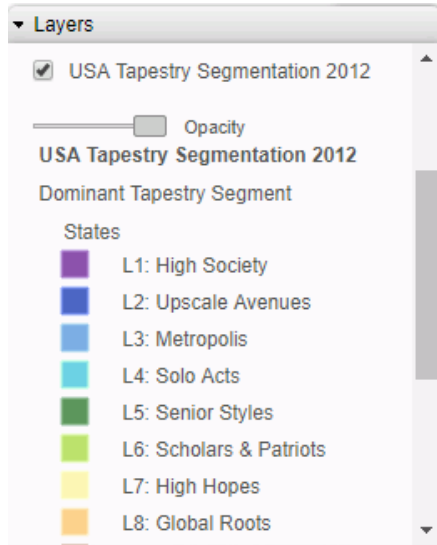 Layers
USA Tapestry Segmentation 2012
Opacity
USA Tapestry Segmentation 2012
Dominant Tapestry Segment
States
L1: High Society
L2: Upscale Avenues
L3: Metropolis
L4: Solo Acts
L5: Senior Styles
L6: Scholars & Patriots
L7: High Hopes
L8: Global Roots